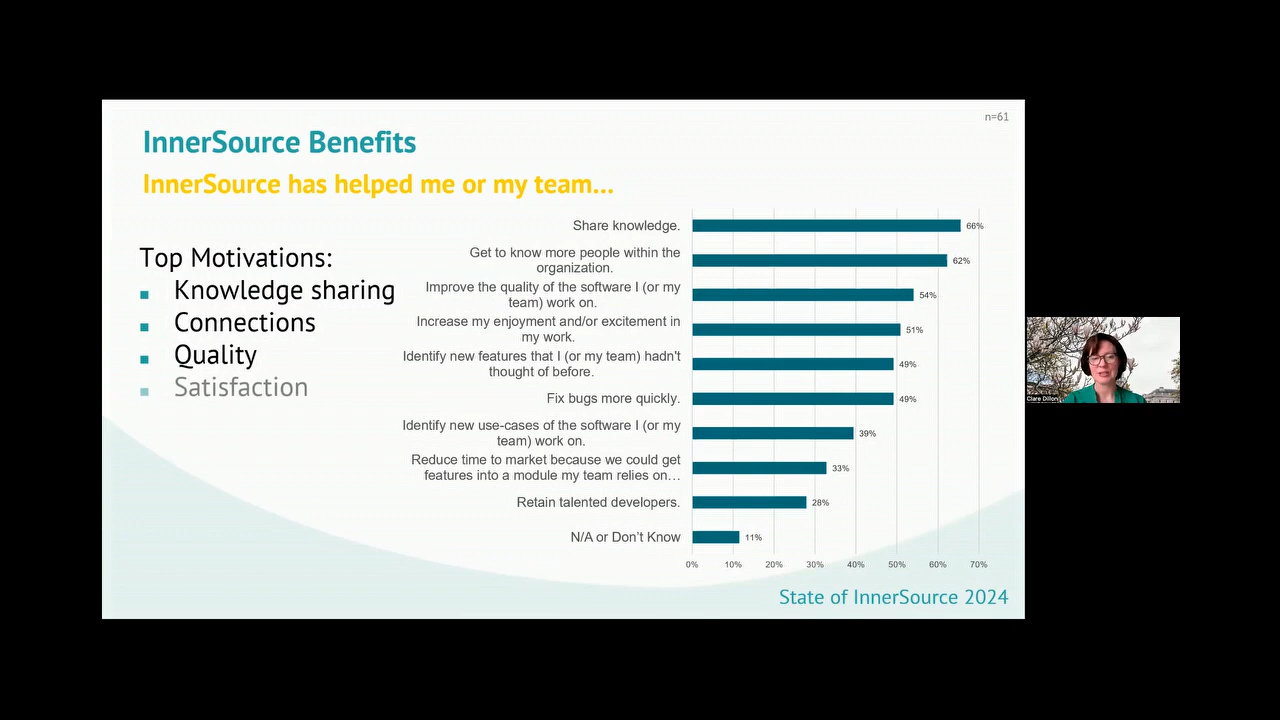 n=61
InnerSource Benefits
InnerSource has helped me or my team...
Top Motivations:
Knowledge sharing
Connections
Quality
Satisfaction
Share knowledge.
66%
Get to know more people within the
organization.
62%
Improve the quality of the software I (or my
team) work on.
54%
Increase my enjoyment and/or excitement in
my work.
51%
Identify new features that I (or my team) hadn't
thought of before.
49%
Fix bugs more quickly.
49%
Identify new use-cases of the software I (or my
team) work on.
39%
Reduce time to market because we could get
features into a module my team relies on…
33%
Retain talented developers.
28%
N/A or Don’t Know
11%
0% 10% 20% 30% 40% 50% 60% 70%
State of InnerSource 2024
Clare Dillon